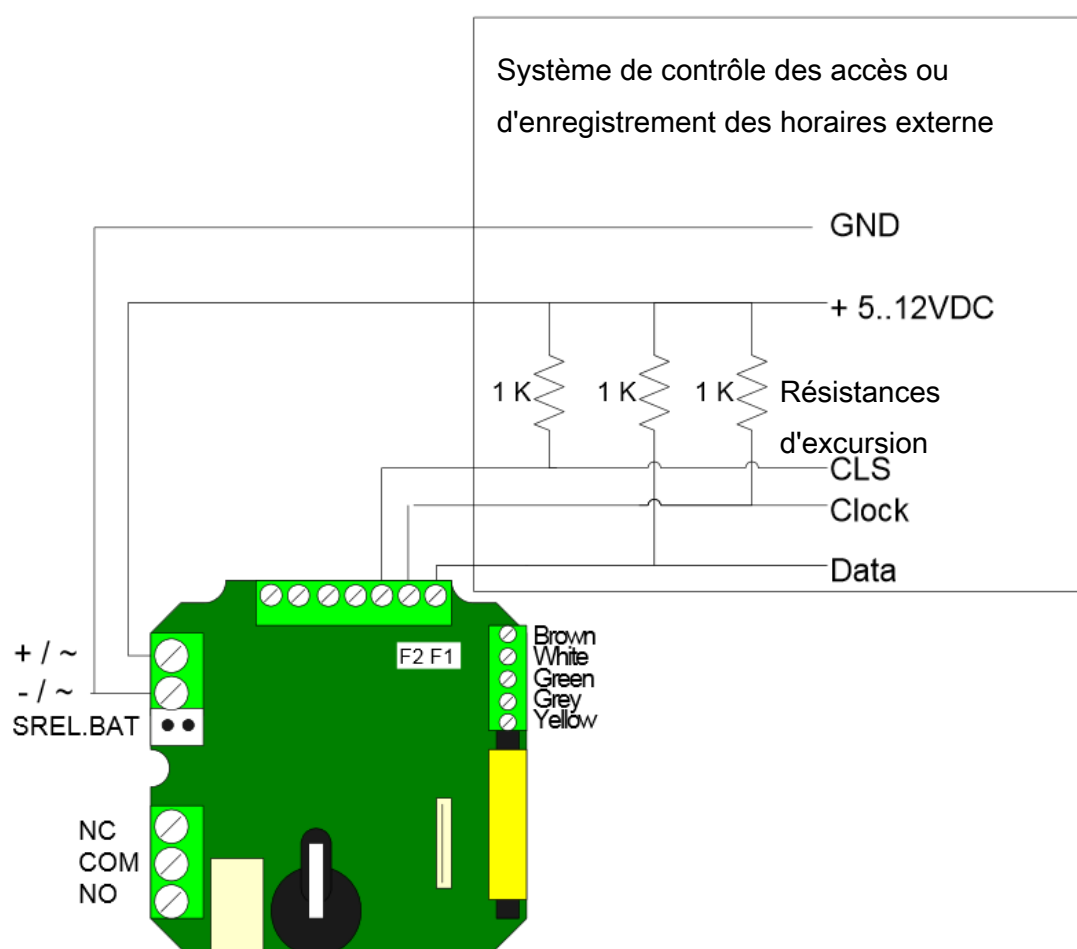 Système de contrôle des accès ou
d'enregistrement des horaires externe
GND
+ 5..12VDC
1 K
1 K
1 K
Résistances
d'excursion
CLS
Clock
Data
F2 F1
Brown
White
Green
Grey
Yellow
+ / ~
- / ~
SREL.BAT
NC
COM
NO